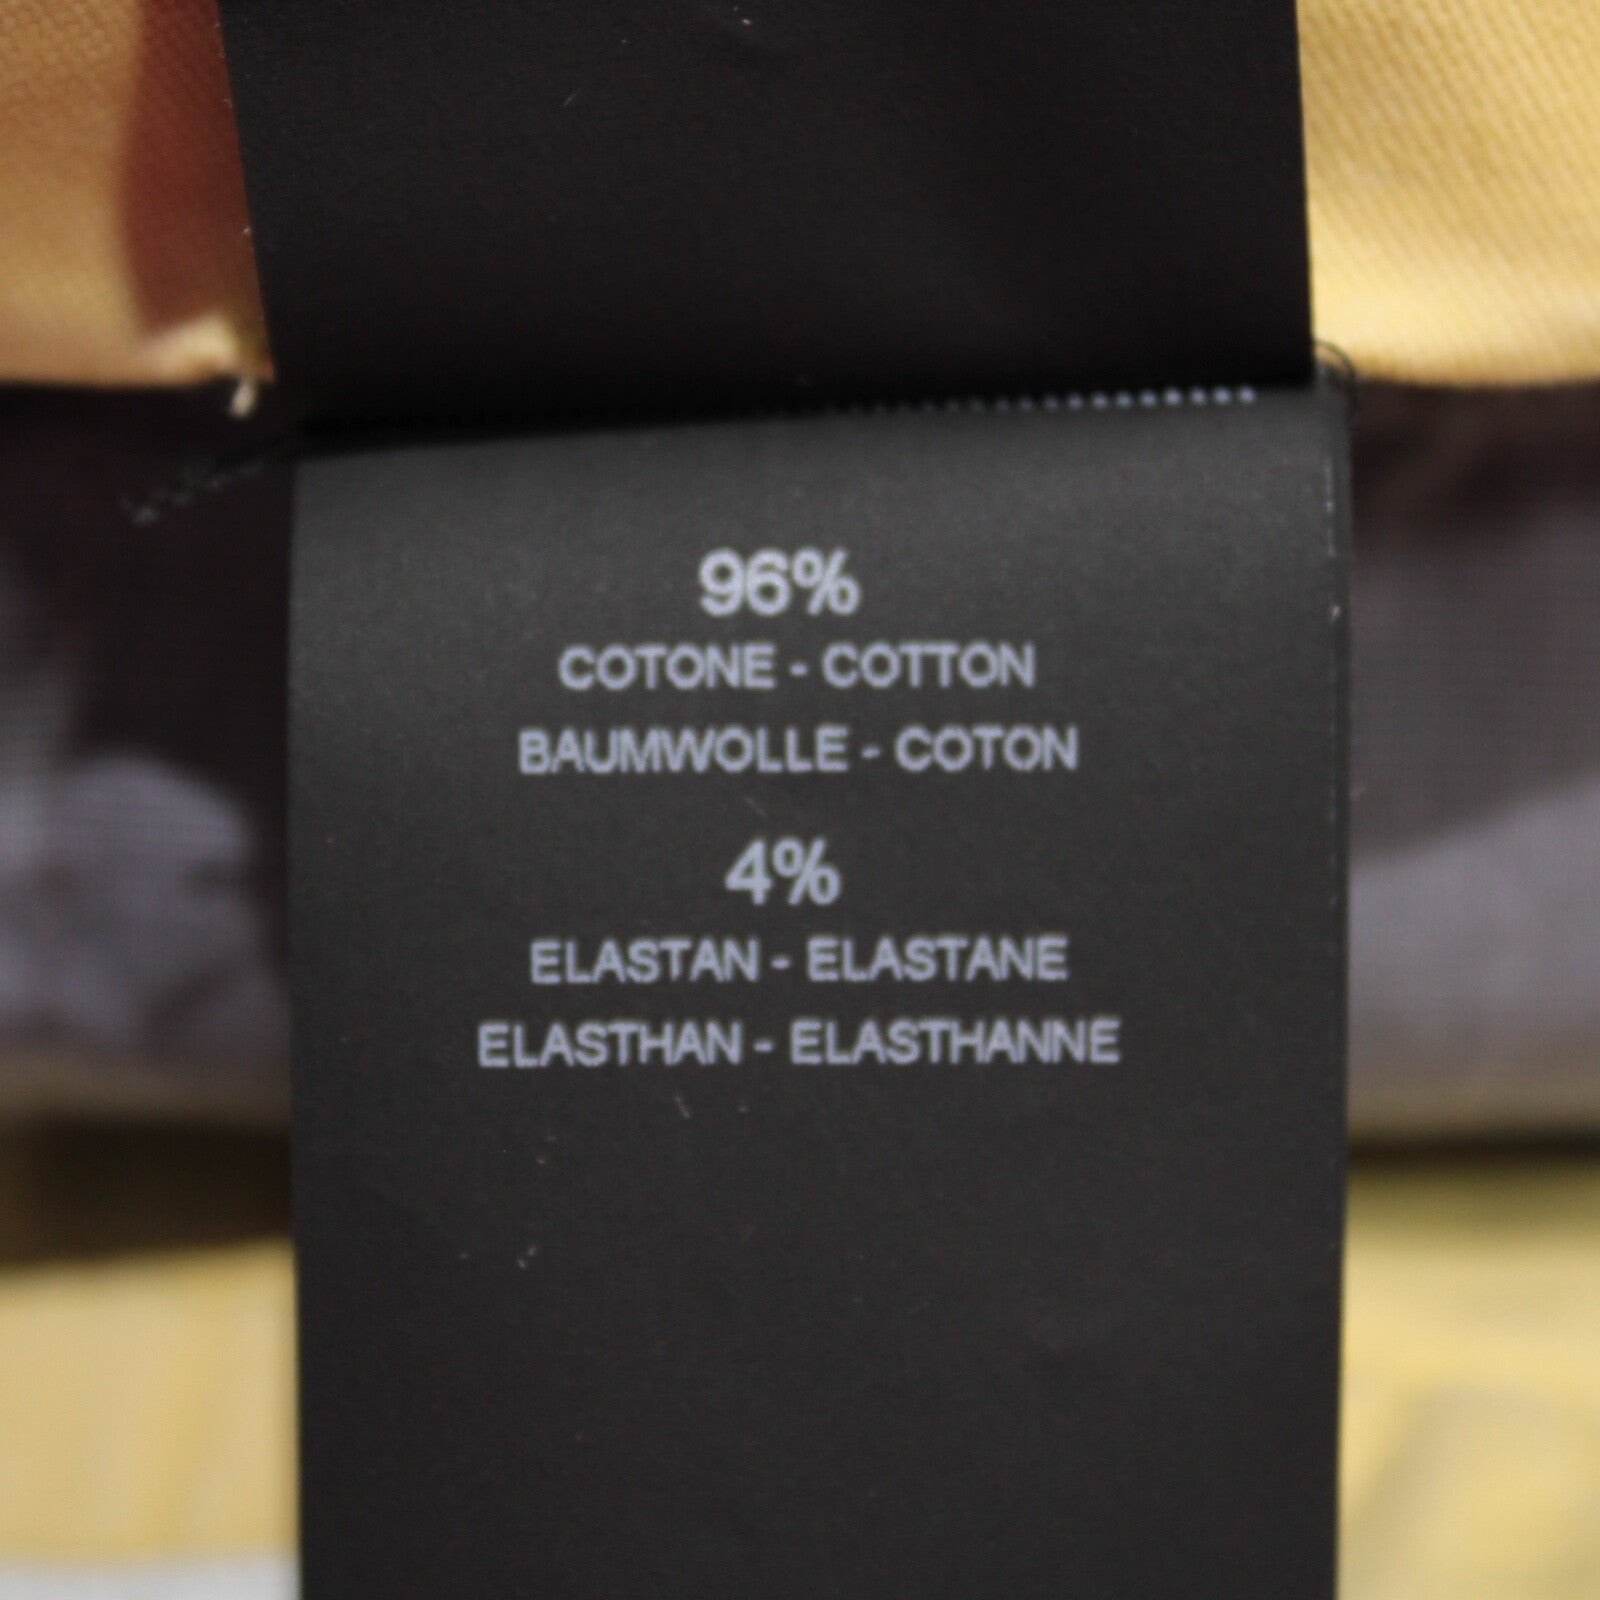 96%
COTONE - COTTON
BAUMWOLLE - COTON
4%
ELASTAN - ELASTANE
ELASTHAN - ELASTHANNE